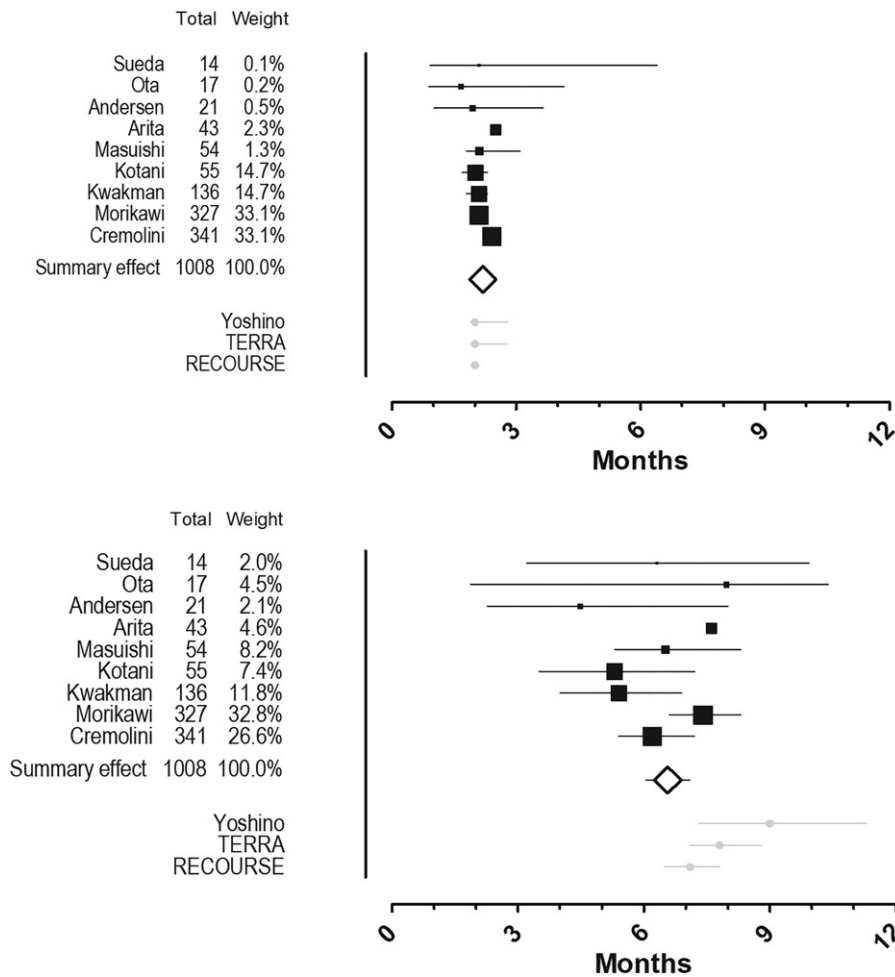 Total Weight
Sueda 14 0.1%
Ota 17 0.2%
Andersen 21 0.5%
Arita 43 2.3%
Masuishi 54 1.3%
Kotani 55 14.7%
Kwakman 136 14.7%
Morikawi 327 33.1%
Cremolini 341 33.1%
Summary effect 1008 100.0%
Yoshino
TERRA
RECOURSE
0 3 6 9 12
Months
Total Weight
Sueda 14 2.0%
Ota 17 4.5%
Andersen 21 2.1%
Arita 43 4.6%
Masuishi 54 8.2%
Kotani 55 7.4%
Kwakman 136 11.8%
Morikawi 327 32.8%
Cremolini 341 26.6%
Summary effect 1008 100.0%
Yoshino
TERRA
RECOURSE
0 3 6 9 12
Months